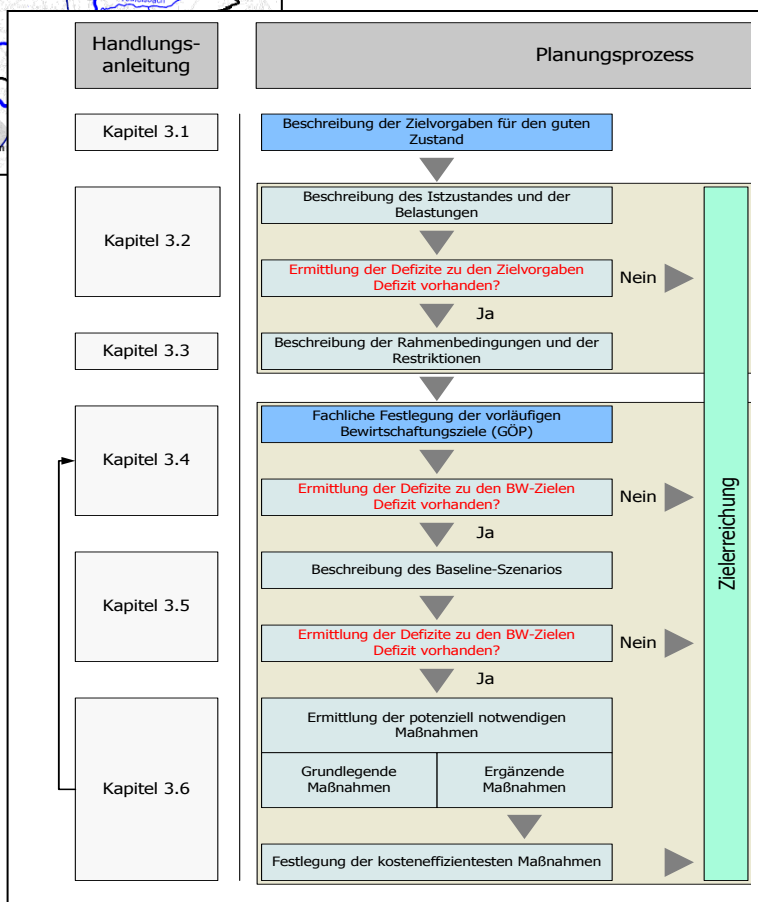 Handlungs-
anleitung
Planungsprozess
Kapitel 3.1
Beschreibung der Zielvorgaben für den guten
Zustand
Kapitel 3.2
Beschreibung des Istzustandes und der
Belastungen
Ermittlung der Defizite zu den Zielvorgaben
Defizit vorhanden?
Nein
Ja
Kapitel 3.3
Beschreibung der Rahmenbedingungen und der
Restriktionen
Kapitel 3.4
Fachliche Festlegung der vorläufigen
Bewirtschaftungsziele (GÖP)
Ermittlung der Defizite zu den BW-Zielen
Defizit vorhanden?
Nein
Ja
Zielerreichung
Kapitel 3.5
Beschreibung des Baseline-Szenarios
Ermittlung der Defizite zu den BW-Zielen
Defizit vorhanden?
Nein
Ja
Kapitel 3.6
Ermittlung der potenziell notwendigen
Maßnahmen
Grundlegende
Maßnahmen
Ergänzende
Maßnahmen
Festlegung der kosteneffizientesten Maßnahmen